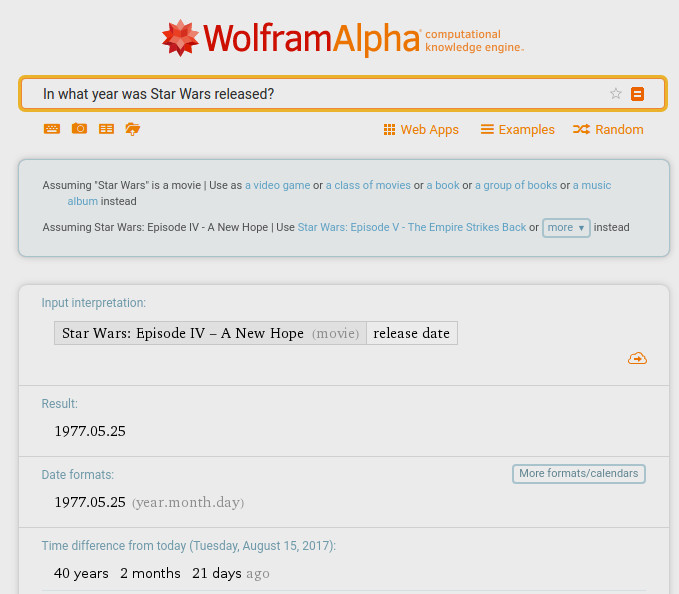 WolframAlpha computational
knowledge engine.
In what year was Star Wars released?
Web Apps Examples Random
Assuming "Star Wars" is a movie | Use as a video game or a class of movies or a book or a group of books or a music
album instead
Assuming Star Wars: Episode IV - A New Hope | Use Star Wars: Episode V - The Empire Strikes Back or more ▾ instead
Input interpretation:
Star Wars: Episode IV – A New Hope (movie) release date
Result:
1977.05.25
Date formats: More formats/calendars
1977.05.25 (year.month.day)
Time difference from today (Tuesday, August 15, 2017):
40 years 2 months 21 days ago